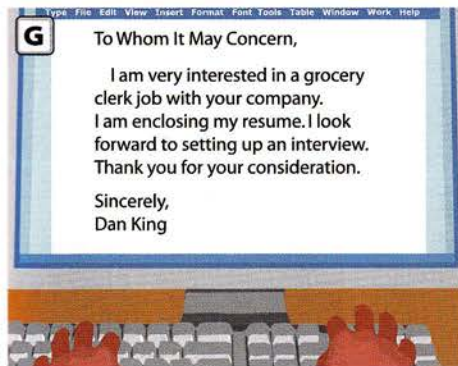 Type File Edit View Insert Format Font Tools Table Window Work Help
G
To Whom It May Concern,
I am very interested in a grocery
clerk job with your company.
I am enclosing my resume. I look
forward to setting up an interview.
Thank you for your consideration.
Sincerely,
Dan King